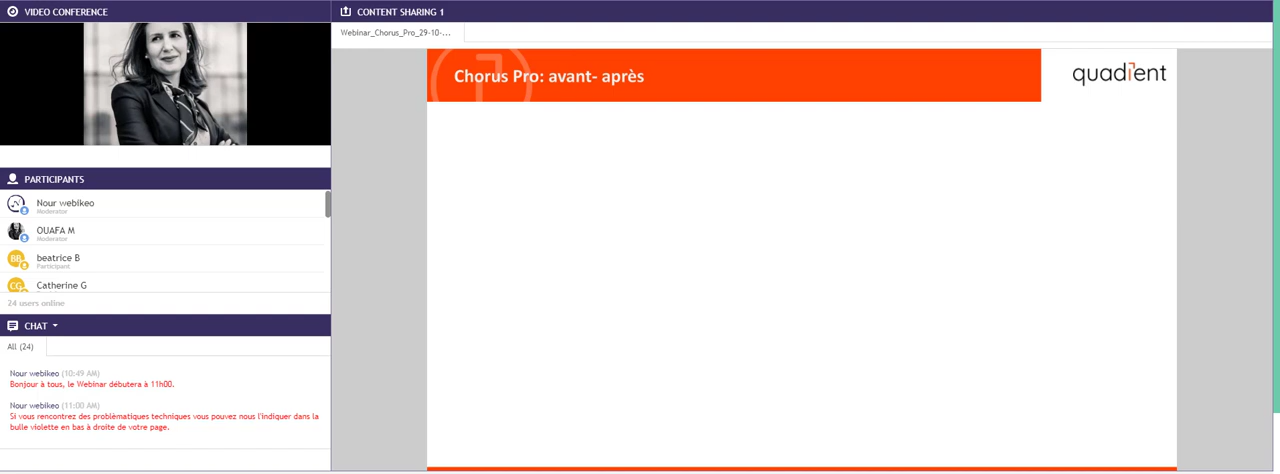 VIDEO CONFERENCE
CONTENT SHARING 1
Webinar_Chorus_Pro_29-10-...
Chorus Pro: avant- après
quadient
PARTICIPANTS
Nour webikeo
Moderator
OUAFA M
Moderator
BB
beatrice B
Participant
CG
Catherine G
24 users online
CHAT
All (24)
Nour webikeo (10:49 AM)
Bonjour à tous, le Webinar débutera à 11h00.
Nour webikeo (11:00 AM)
Si vous rencontrez des problèmatiques techniques vous pouvez nous l'indiquer dans la
bulle violette en bas à droite de votre page.